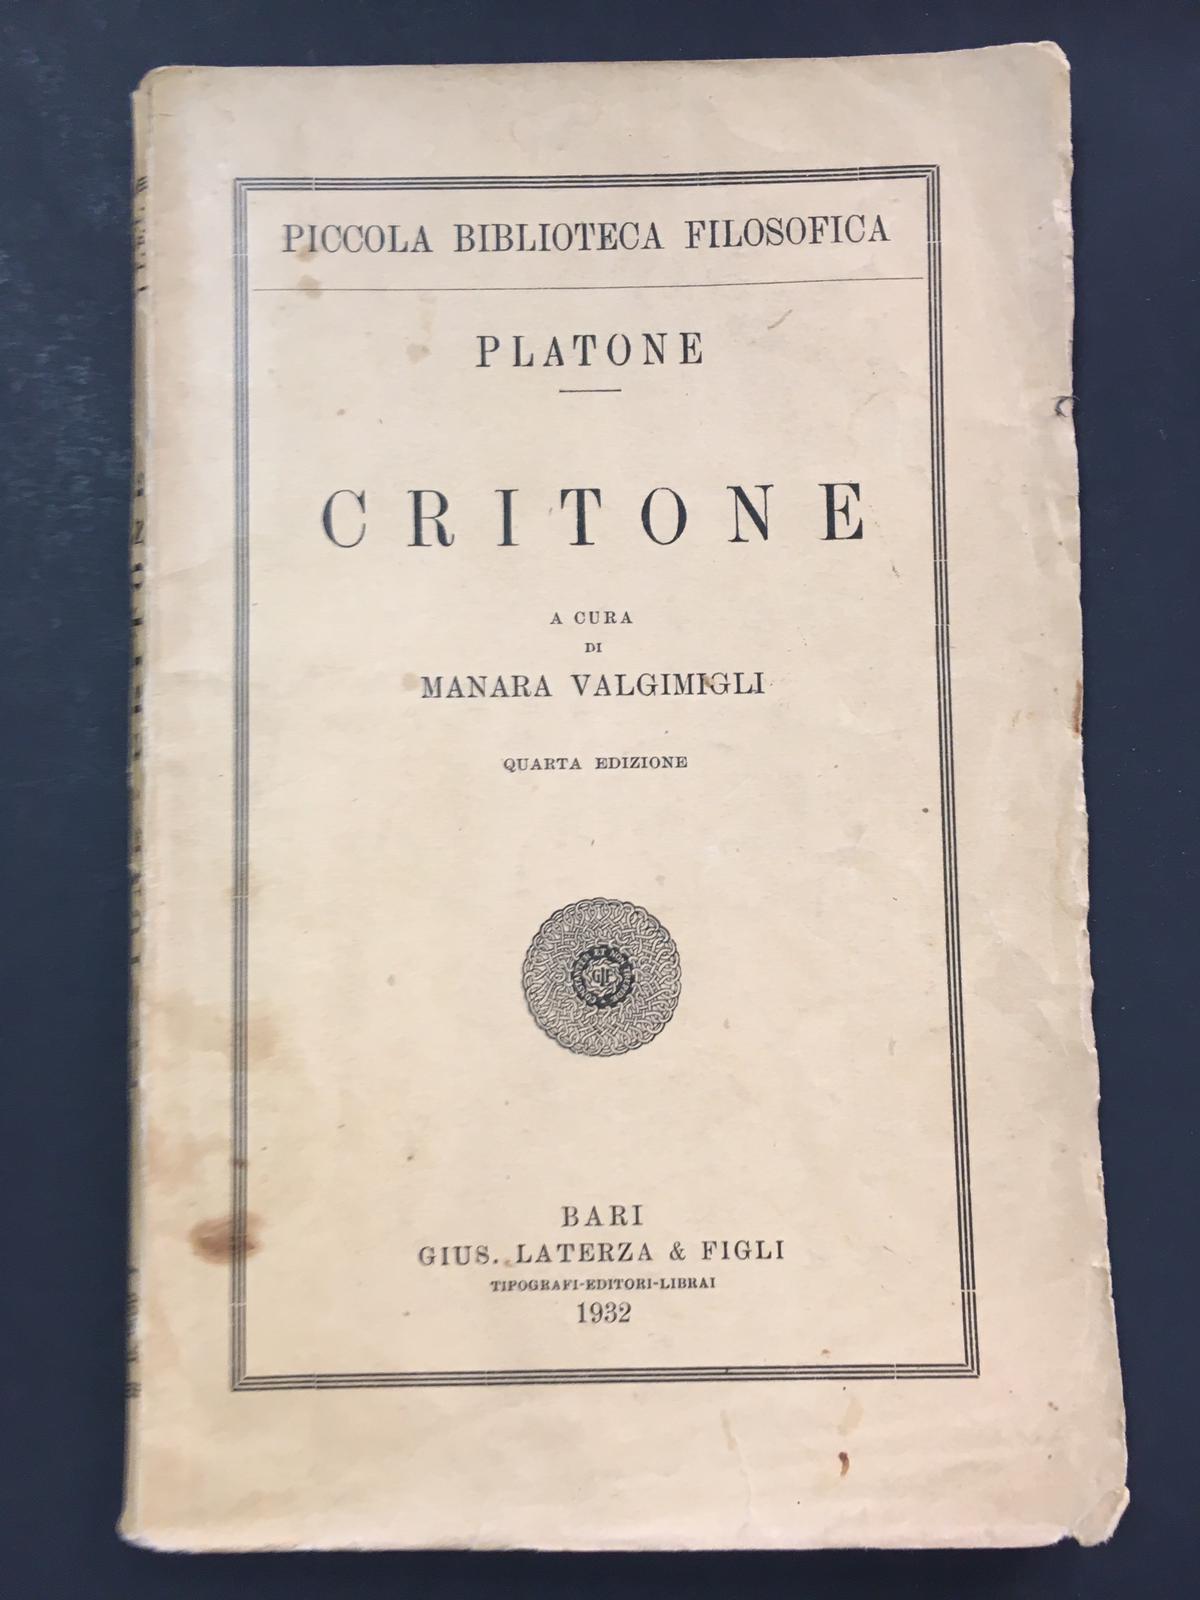 PICCOLA BIBLIOTECA FILOSOFICA
PLATONE
CRITONE
A CURA
DI
MANARA VALGIMIGLI
QUARTA EDIZIONE
BARI
GIUS. LATERZA & FIGLI
TIPOGRAFI-EDITORI-LIBRAI
1932